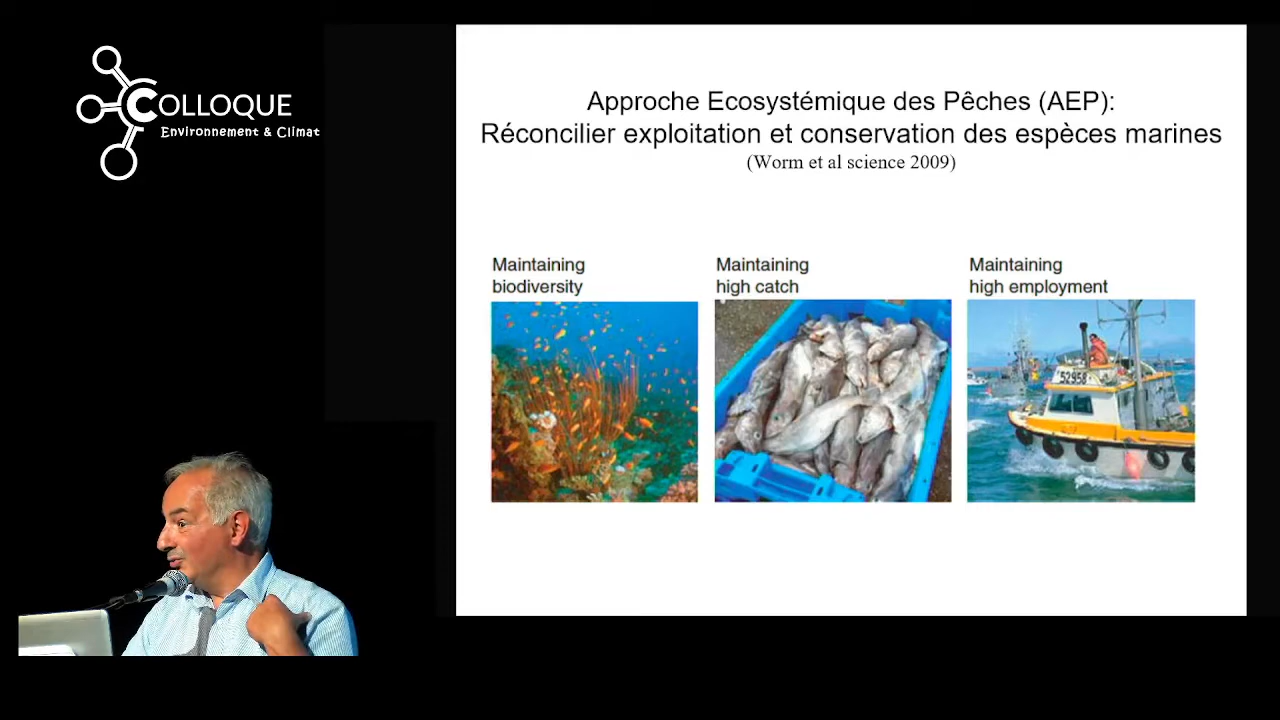 COLLOQUE
Environnement & Climat
Approche Ecosystémique des Pêches (AEP):
Réconcilier exploitation et conservation des espèces marines
(Worm et al science 2009)
Maintaining
biodiversity
Maintaining
high catch
Maintaining
high employment
52958